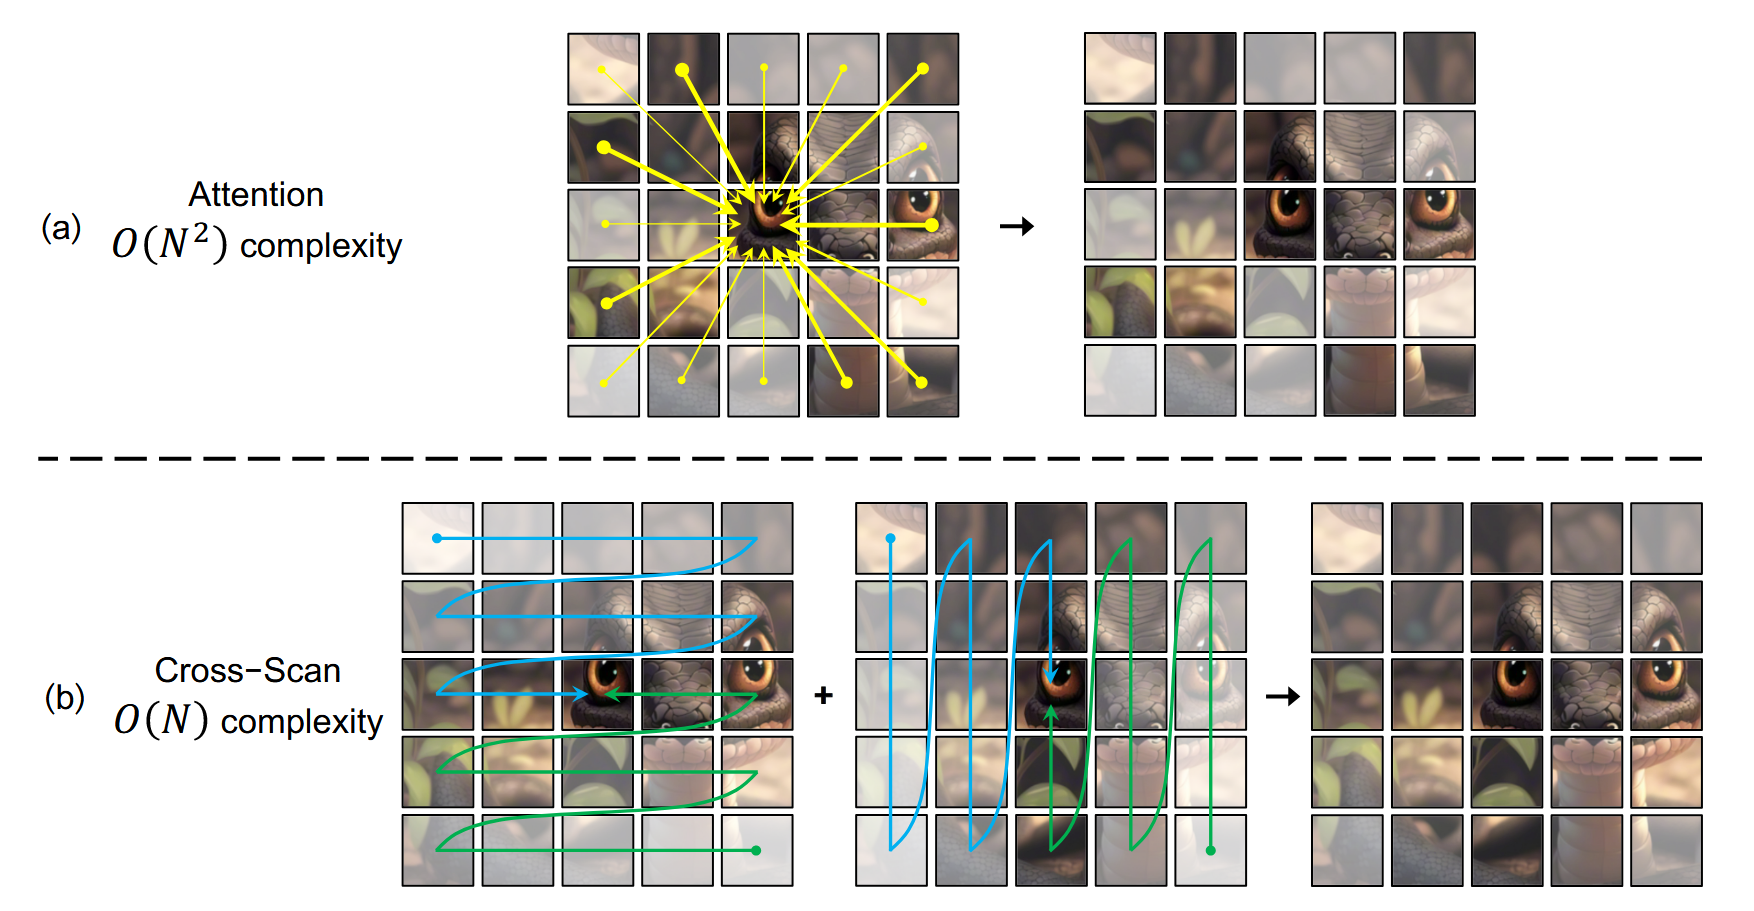 (a)
Attention
O(N²) complexity
(b)
Cross−Scan
O(N) complexity
+